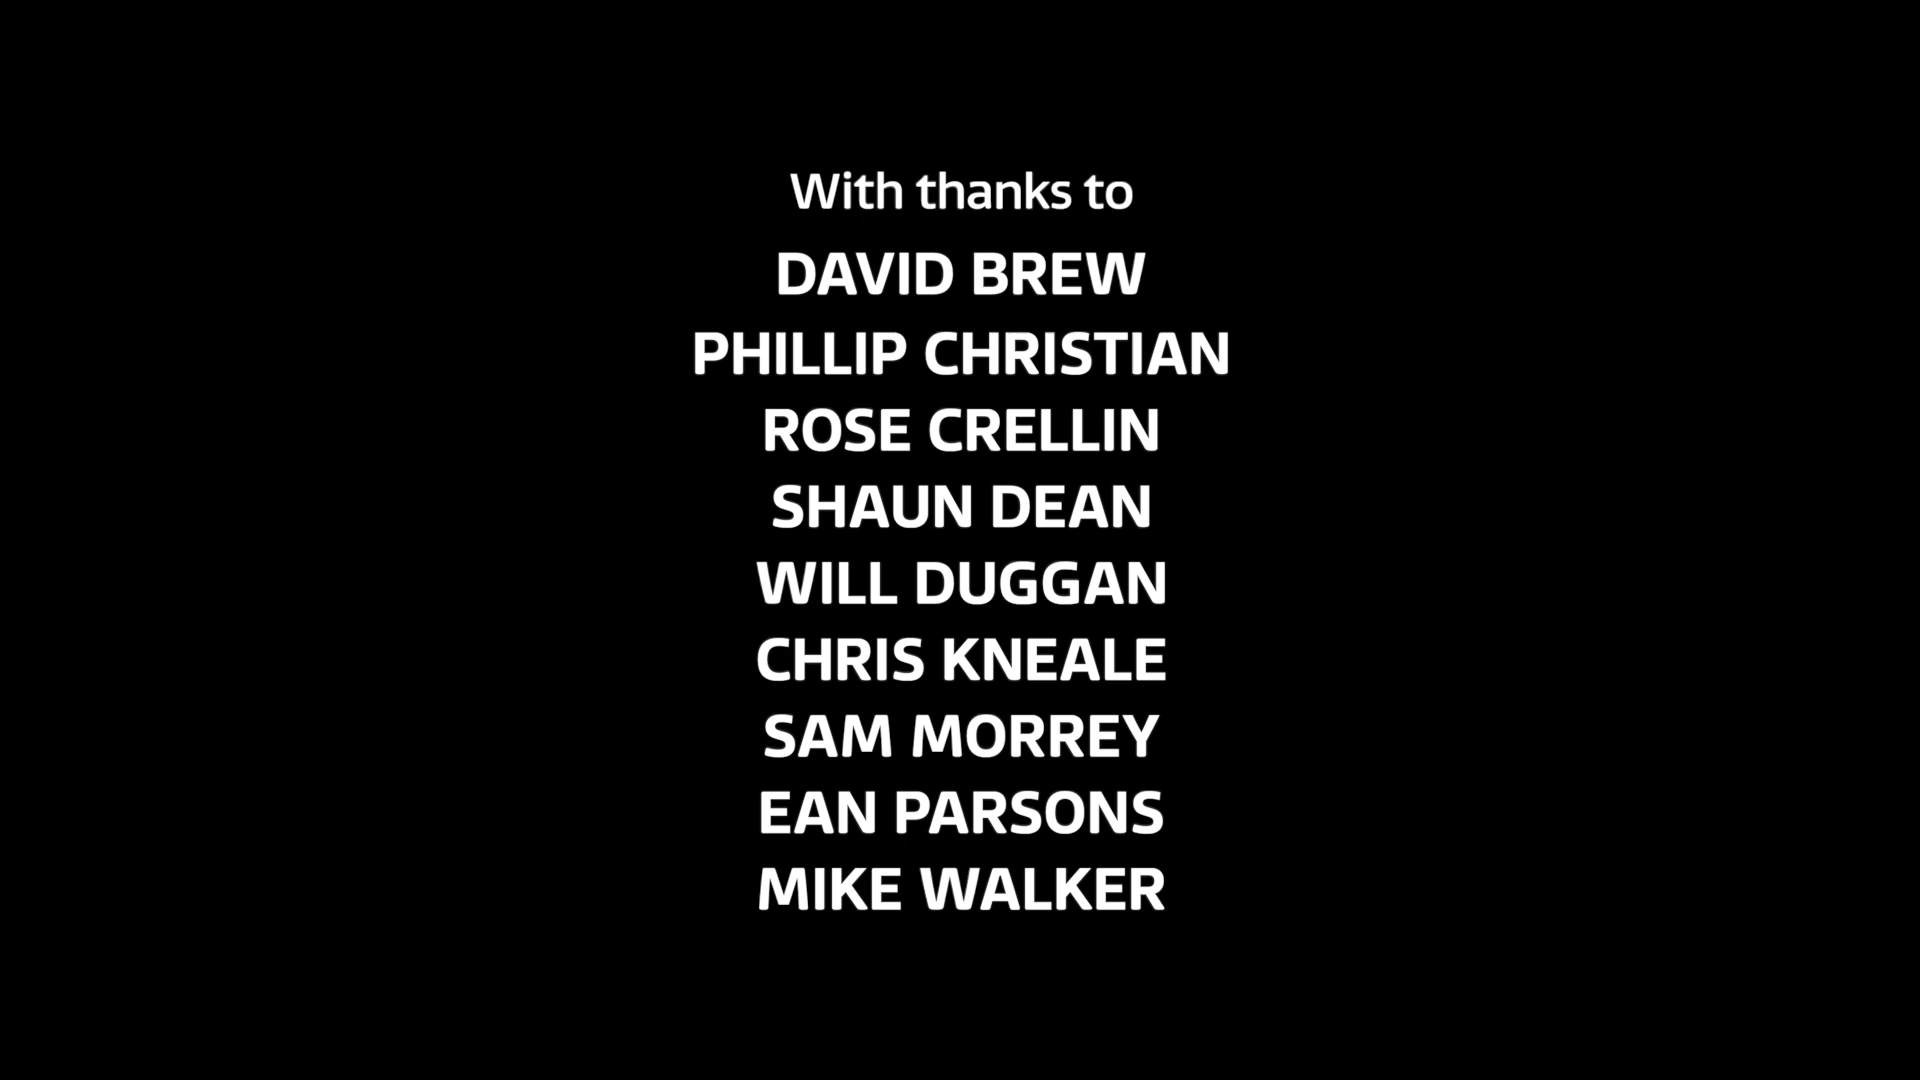 With thanks to
DAVID BREW
PHILLIP CHRISTIAN
ROSE CRELLIN
SHAUN DEAN
WILL DUGGAN
CHRIS KNEALE
SAM MORREY
EAN PARSONS
MIKE WALKER